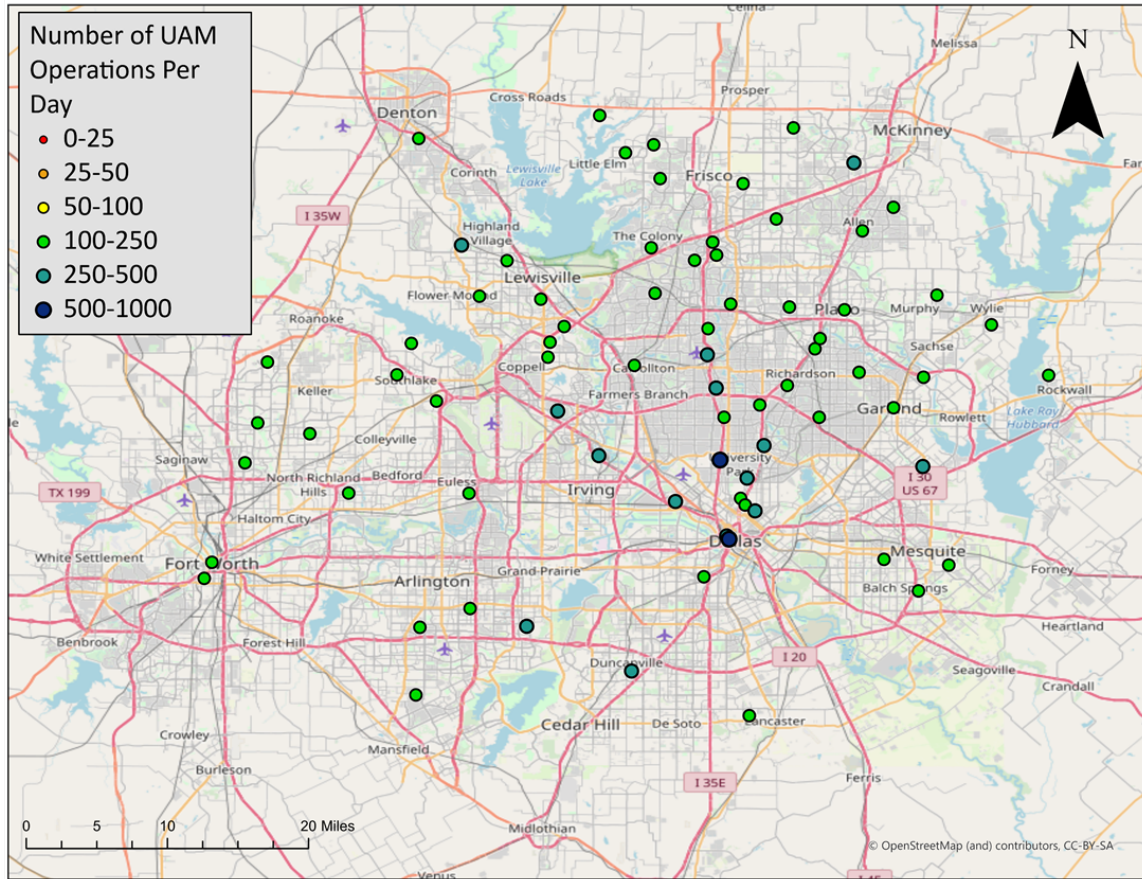 Number of UAM
Operations Per
Day
0-25
25-50
50-100
100-250
250-500
500-1000
N
Celina
Melissa
Prosper
Cross Roads
Denton
McKinney
Little Elm
Lewisville
Lake
Frisco
Corinth
I 35W
Highland
Village
The Colony
Allen
Lewisville
Flower Mound
Plano
Murphy
Wylie
Roanoke
Sachse
Coppell
Carrollton
Richardson
Southlake
Keller
Farmers Branch
Garland
Rowlett
Rockwall
Lake Ray
Hubbard
Colleyville
Saginaw
University
Park
North Richland
Hills
Bedford
Euless
Irving
I 30
US 67
TX 199
Haltom City
Dallas
White Settlement
Fort Worth
Grand Prairie
Mesquite
Arlington
Balch Springs
Forney
Benbrook
Forest Hill
Heartland
Duncanville
I 20
Seagoville
Crandall
Cedar Hill
De Soto
Lancaster
Crowley
Mansfield
Burleson
I 35E
Ferris
0 5 10 20 Miles
Midlothian
© OpenStreetMap (and) contributors, CC-BY-SA
Venus
I 45